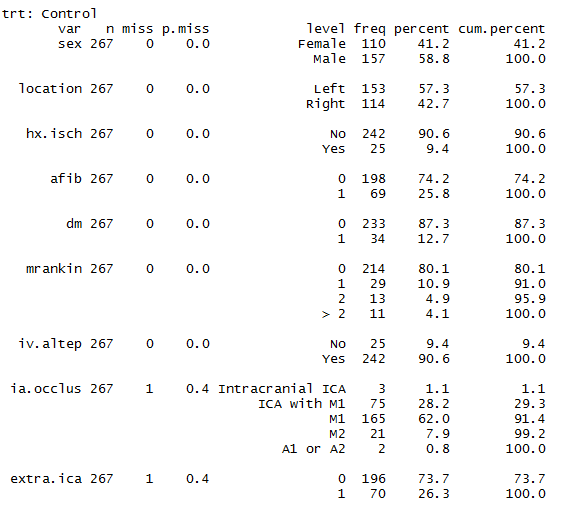 trt: Control
var n miss p.miss level freq percent cum.percent
sex 267 0 0.0 Female 110 41.2 41.2
Male 157 58.8 100.0
location 267 0 0.0 Left 153 57.3 57.3
Right 114 42.7 100.0
hx.isch 267 0 0.0 No 242 90.6 90.6
Yes 25 9.4 100.0
afib 267 0 0.0 0 198 74.2 74.2
1 69 25.8 100.0
dm 267 0 0.0 0 233 87.3 87.3
1 34 12.7 100.0
mrankin 267 0 0.0 0 214 80.1 80.1
1 29 10.9 91.0
2 13 4.9 95.9
> 2 11 4.1 100.0
iv.altep 267 0 0.0 No 25 9.4 9.4
Yes 242 90.6 100.0
ia.occlus 267 1 0.4 Intracranial ICA 3 1.1 1.1
ICA with M1 75 28.2 29.3
M1 165 62.0 91.4
M2 21 7.9 99.2
A1 or A2 2 0.8 100.0
extra.ica 267 1 0.4 0 196 73.7 73.7
1 70 26.3 100.0